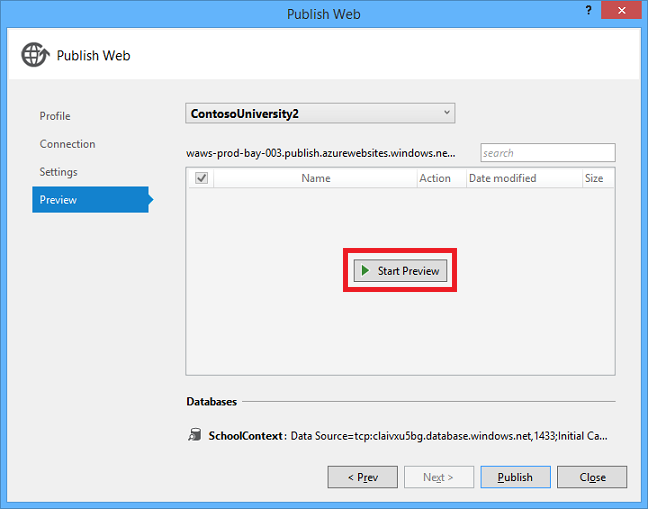 Publish Web
?
Publish Web
Profile
Connection
Settings
Preview
ContosoUniversity2
waws-prod-bay-003.publish.azurewebsites.windows.ne...
search
Name Action Date modified Size
Start Preview
Databases
SchoolContext: Data Source=tcp:claivxu5bg.database.windows.net,1433;Initial Ca...
< Prev Next > Publish Close